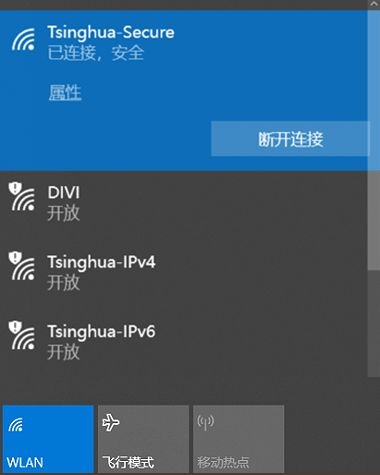 Tsinghua-Secure
已连接，安全
属性
断开连接
DIVI
开放
Tsinghua-IPv4
开放
Tsinghua-IPv6
开放
WLAN 飞行模式 移动热点